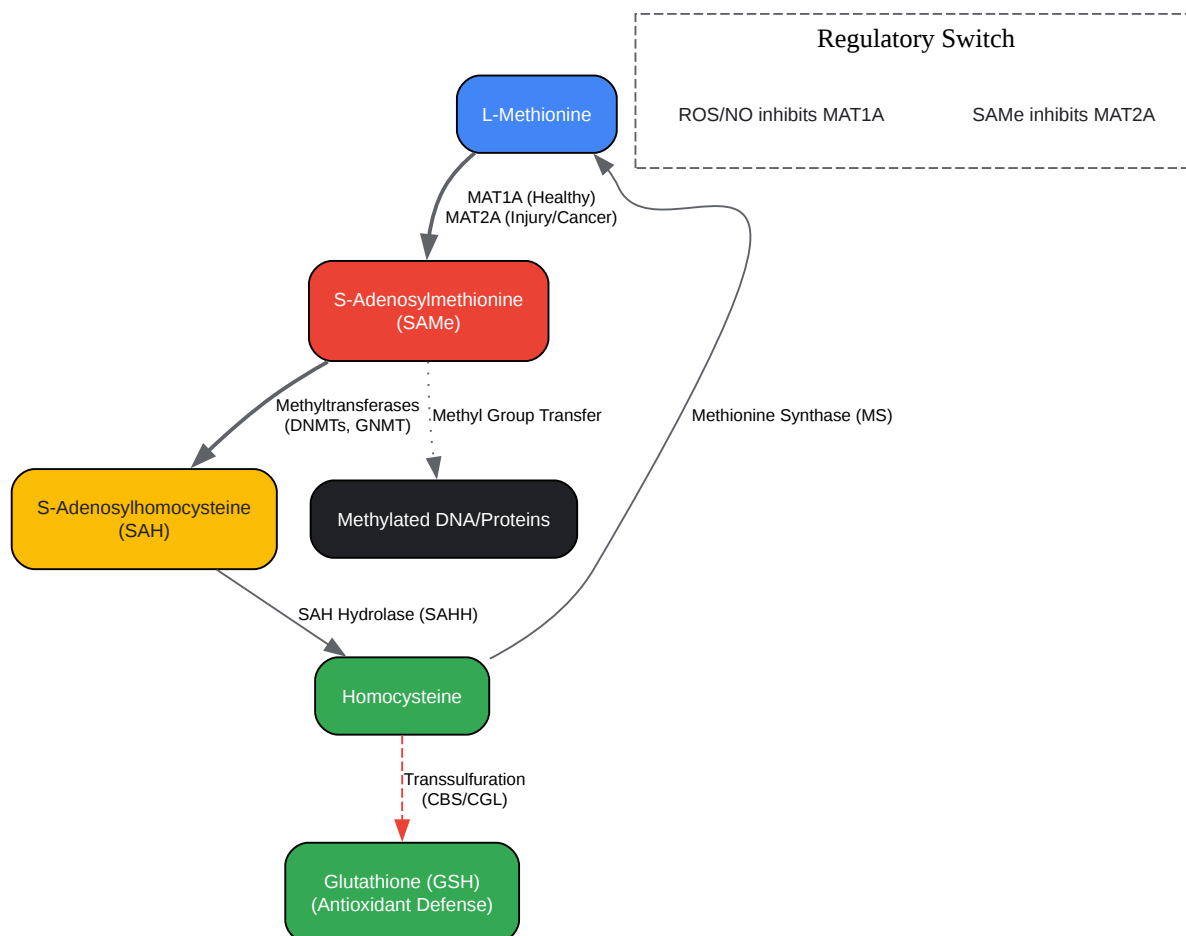 Regulatory Switch
ROS/NO inhibits MAT1A
SAMe inhibits MAT2A
L-Methionine
MAT1A (Healthy)
MAT2A (Injury/Cancer)
S-Adenosylmethionine
(SAMe)
Methyltransferases
(DNMTs, GNMT)
Methyl Group Transfer
Methionine Synthase (MS)
S-Adenosylhomocysteine
(SAH)
Methylated DNA/Proteins
SAH Hydrolase (SAHH)
Homocysteine
Transsulfuration
(CBS/CGL)
Glutathione (GSH)
(Antioxidant Defense)